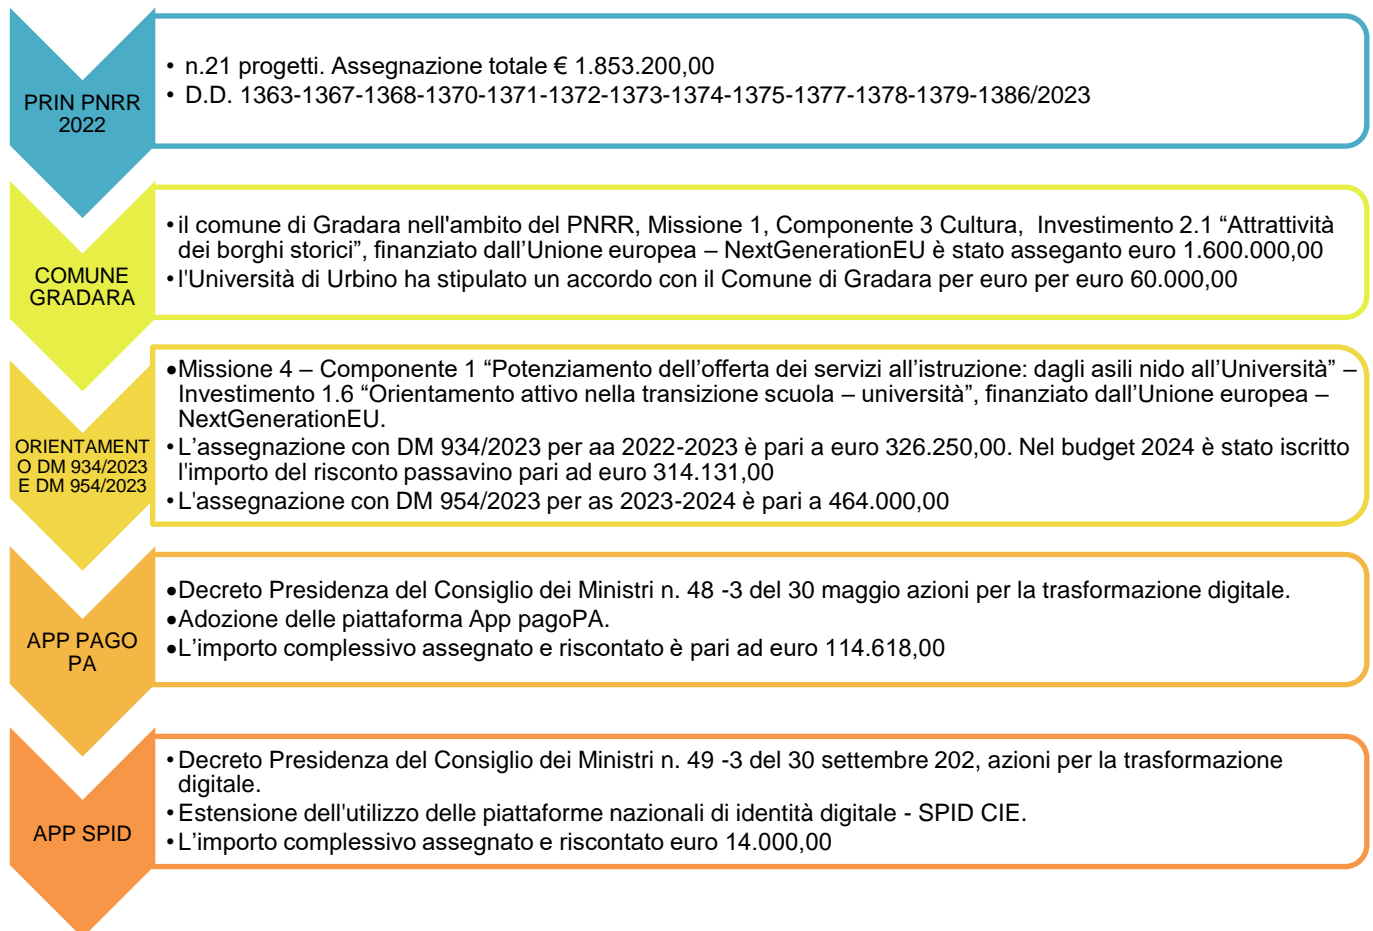 PRIN PNRR
2022
• n.21 progetti. Assegnazione totale € 1.853.200,00
• D.D. 1363-1367-1368-1370-1371-1372-1373-1374-1375-1377-1378-1379-1386/2023
COMUNE
GRADARA
• il comune di Gradara nell'ambito del PNRR, Missione 1, Componente 3 Cultura, Investimento 2.1 “Attrattività
dei borghi storici”, finanziato dall’Unione europea – NextGenerationEU è stato asseganto euro 1.600.000,00
• l'Università di Urbino ha stipulato un accordo con il Comune di Gradara per euro per euro 60.000,00
ORIENTAMENT
O DM 934/2023
E DM 954/2023
• Missione 4 – Componente 1 “Potenziamento dell’offerta dei servizi all’istruzione: dagli asili nido all’Università” –
Investimento 1.6 “Orientamento attivo nella transizione scuola – università”, finanziato dall’Unione europea –
NextGenerationEU.
• L’assegnazione con DM 934/2023 per aa 2022-2023 è pari a euro 326.250,00. Nel budget 2024 è stato iscritto
l'importo del risconto passavino pari ad euro 314.131,00
• L'assegnazione con DM 954/2023 per as 2023-2024 è pari a 464.000,00
APP PAGO
PA
• Decreto Presidenza del Consiglio dei Ministri n. 48 -3 del 30 maggio azioni per la trasformazione digitale.
• Adozione delle piattaforma App pagoPA.
• L’importo complessivo assegnato e riscontato è pari ad euro 114.618,00
APP SPID
• Decreto Presidenza del Consiglio dei Ministri n. 49 -3 del 30 settembre 202, azioni per la trasformazione
digitale.
• Estensione dell'utilizzo delle piattaforme nazionali di identità digitale - SPID CIE.
• L’importo complessivo assegnato e riscontato euro 14.000,00